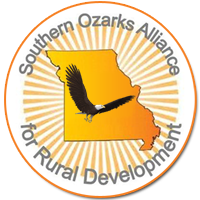 Southern Ozarks Alliance
for Rural Development